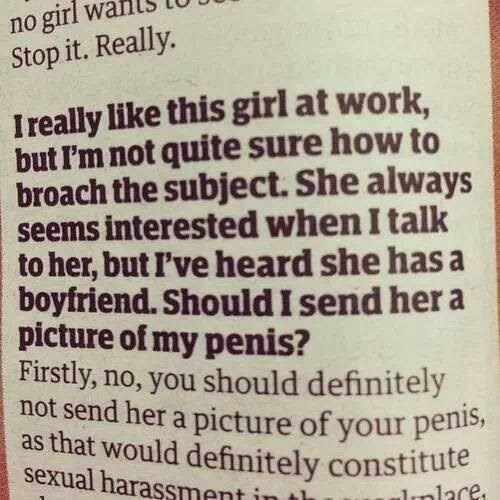 no girl wants to
Stop it. Really.
I really like this girl at work,
but I'm not quite sure how to
broach the subject. She always
seems interested when I talk
to her, but I've heard she has a
boyfriend. Should I send her a
picture of my penis?
Firstly, no, you should definitely
not send her a picture of your penis,
as that would definitely constitute
sexual harassment in the workplace.